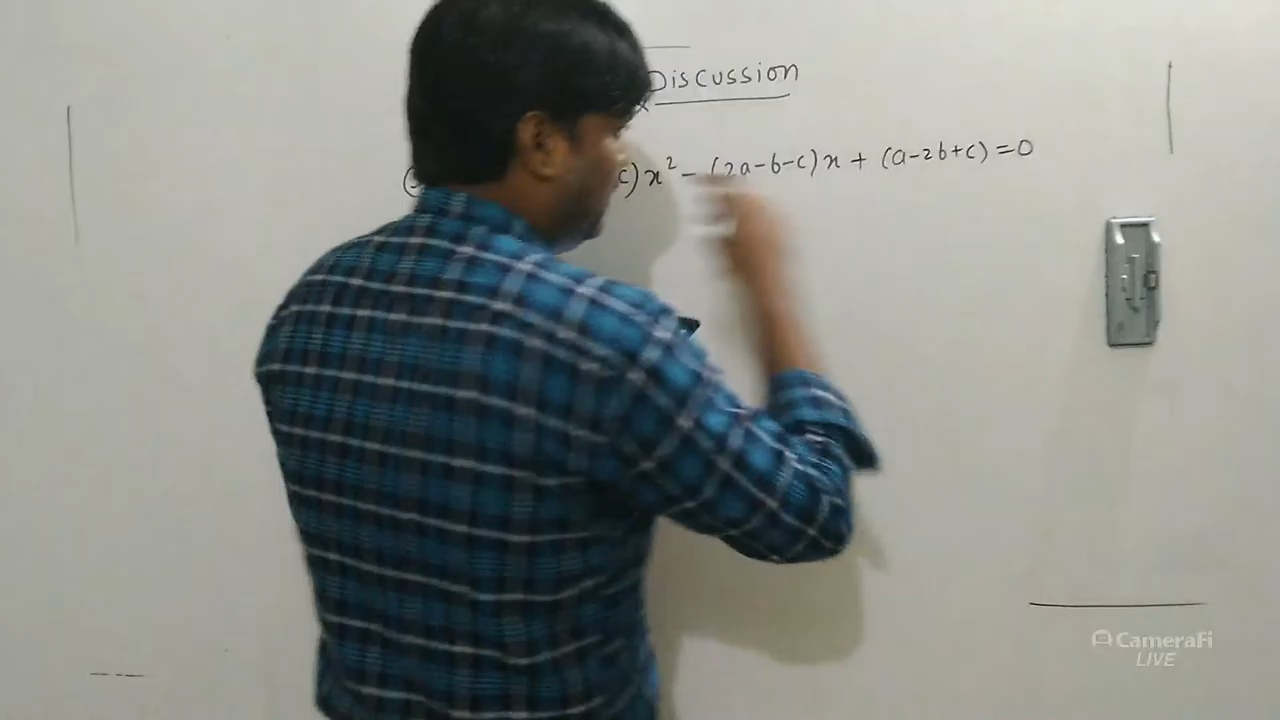 Discussion
c) x² - (2a-b-c)x + (a-2b+c) = 0
CameraFi
LIVE